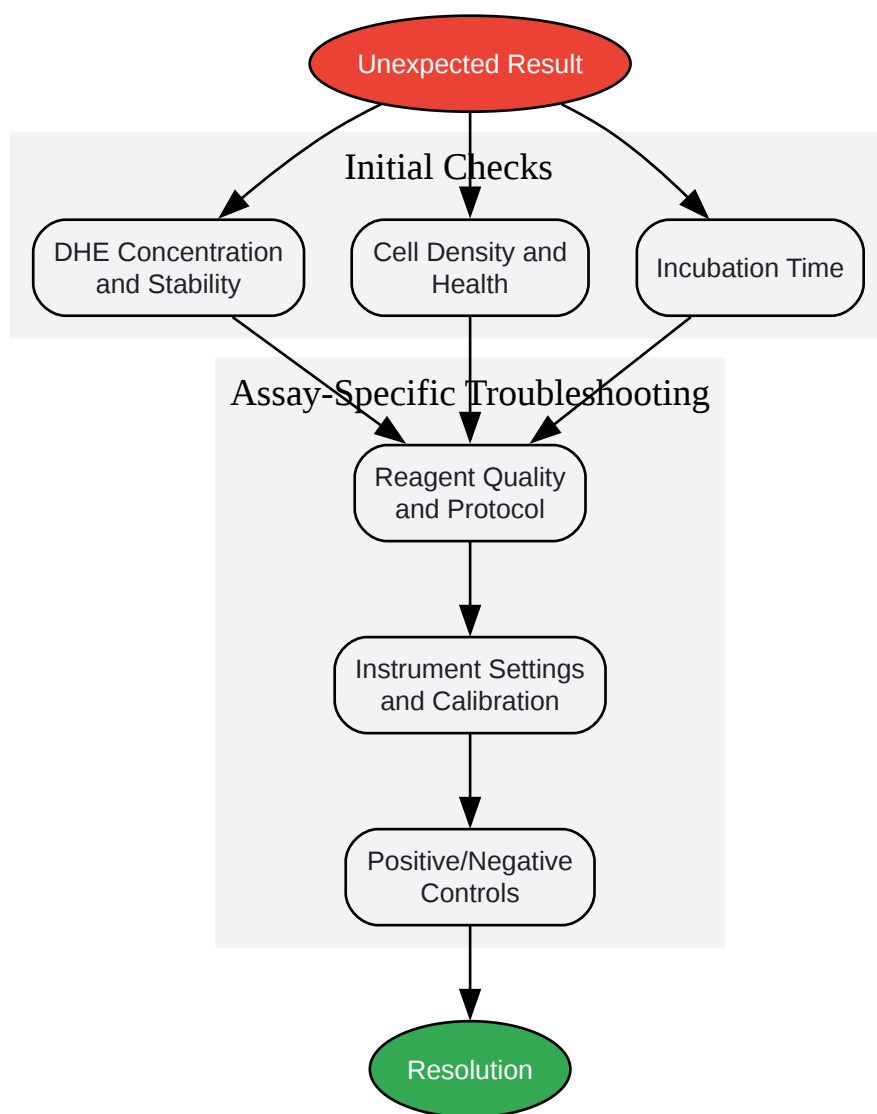 Unexpected Result
Initial Checks
DHE Concentration
and Stability
Cell Density and
Health
Incubation Time
Assay-Specific Troubleshooting
Reagent Quality
and Protocol
Instrument Settings
and Calibration
Positive/Negative
Controls
Resolution